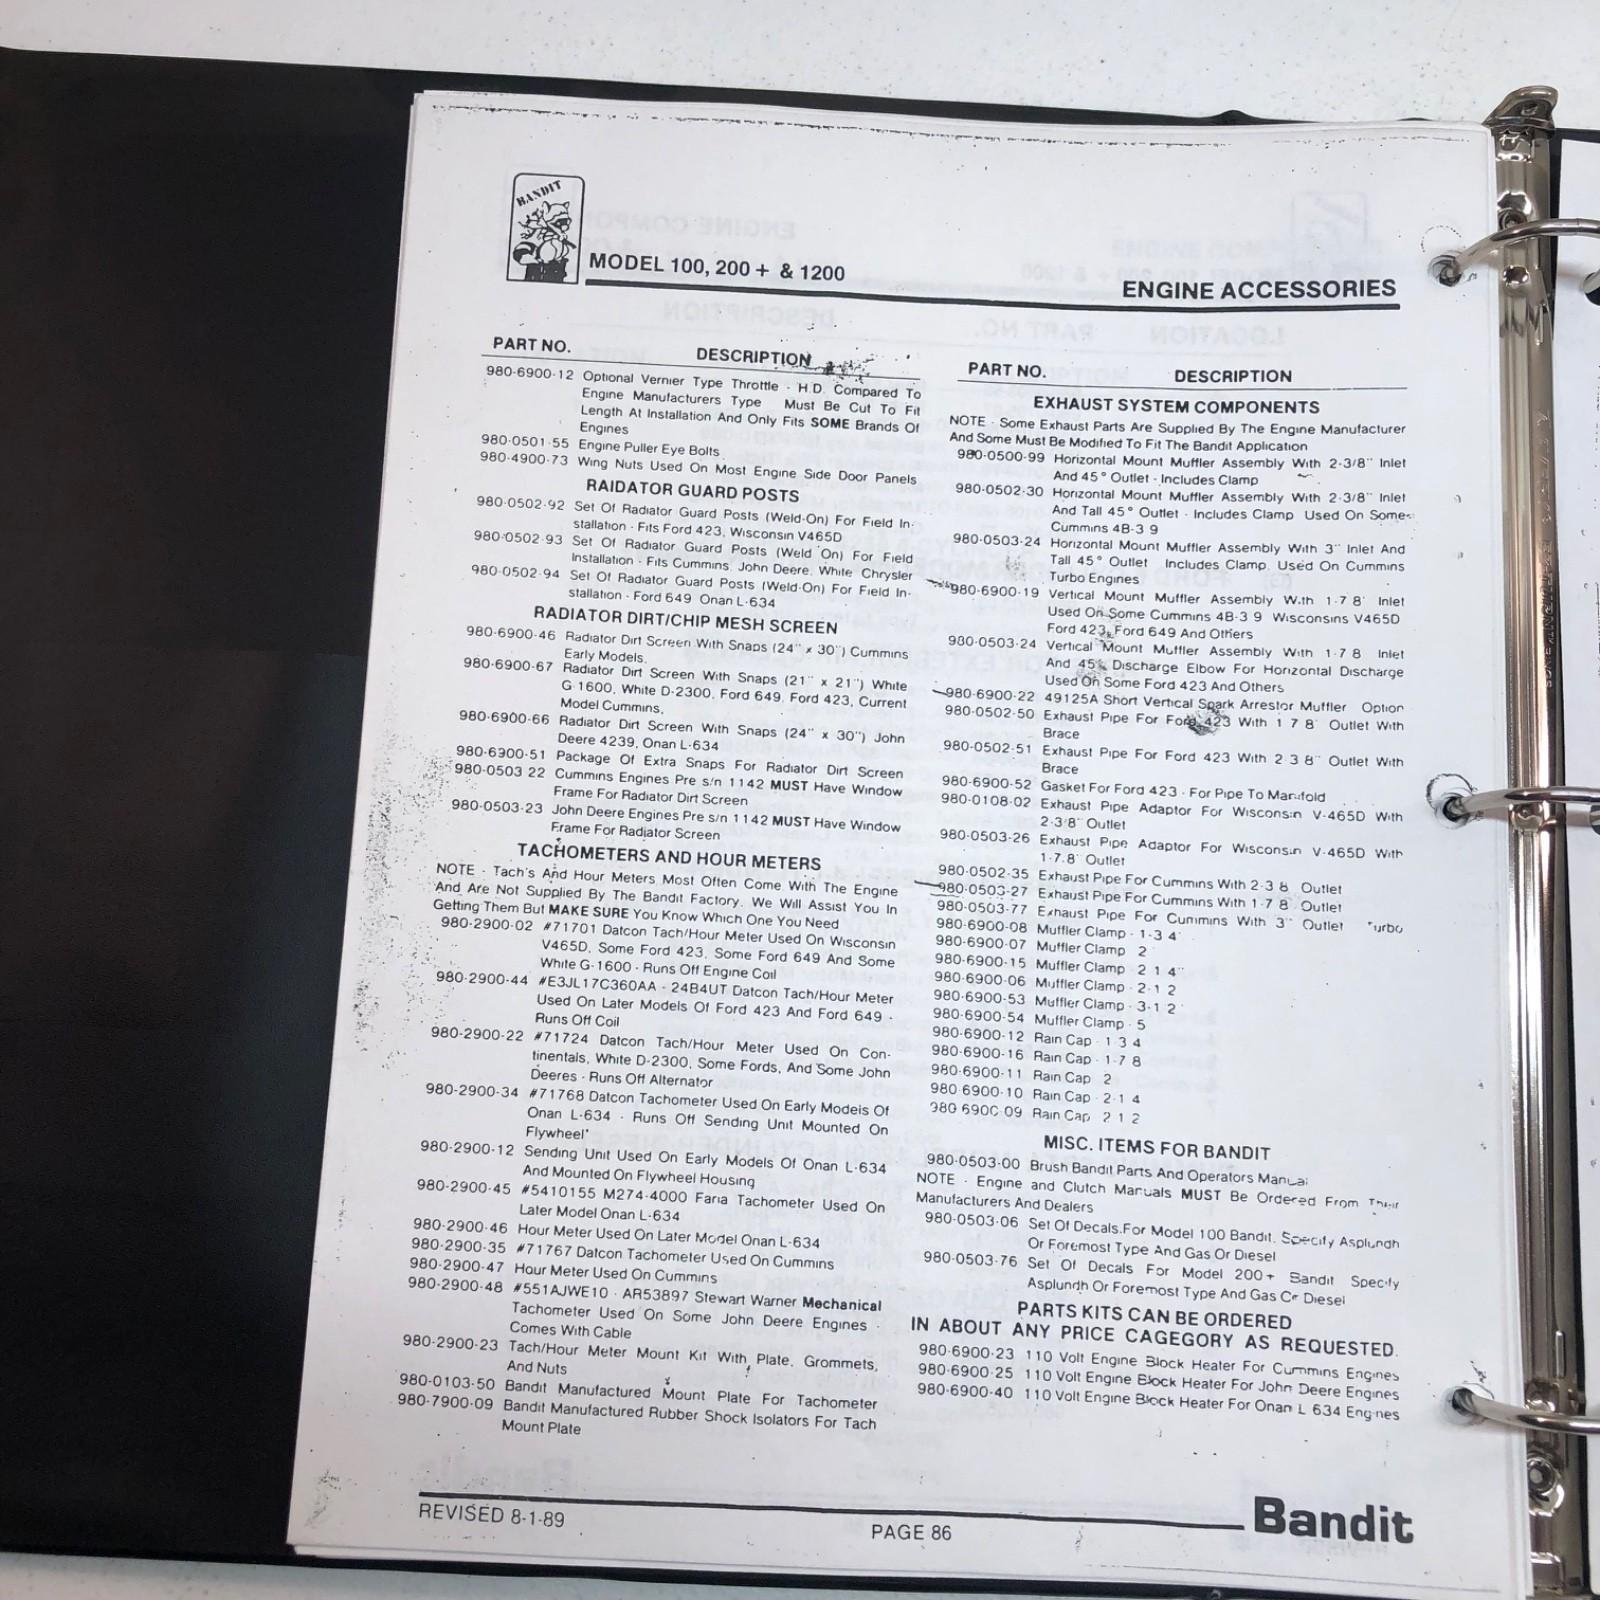 BANDIT
MODEL 100, 200 + & 1200
ENGINE ACCESSORIES
PART NO. DESCRIPTION
980-6900-12 Optional Vernier Type Throttle - H.D. Compared To
Engine Manufacturers Type Must Be Cut To Fit
Length At Installation And Only Fits SOME Brands Of
Engines
980-0501-55 Engine Puller Eye Bolts
980-4900-73 Wing Nuts Used On Most Engine Side Door Panels
RAIDATOR GUARD POSTS
980-0502-92 Set Of Radiator Guard Posts (Weld-On) For Field In-
stallation - Fits Ford 423, Wisconsin V465D
980-0502-93 Set Of Radiator Guard Posts (Weld On) For Field
Installation - Fits Cummins, John Deere, White Chrysler
980-0502-94 Set Of Radiator Guard Posts (Weld-On) For Field In-
stallation - Ford 649 Onan L-634
RADIATOR DIRT/CHIP MESH SCREEN
980-6900-46 Radiator Dirt Screen With Snaps (24" x 30") Cummins
Early Models.
980-6900-67 Radiator Dirt Screen With Snaps (21" x 21") White
G-1600, White D-2300, Ford 649, Ford 423, Current
Model Cummins.
980-6900-66 Radiator Dirt Screen With Snaps (24" x 30") John
Deere 4239, Onan L-634
980-6900-51 Package Of Extra Snaps For Radiator Dirt Screen
980-0503 22 Cummins Engines Pre s/n 1142 MUST Have Window
Frame For Radiator Dirt Screen
980-0503-23 John Deere Engines Pre s/n 1142 MUST Have Window
Frame For Radiator Screen
TACHOMETERS AND HOUR METERS
NOTE - Tach's And Hour Meters Most Often Come With The Engine
And Are Not Supplied By The Bandit Factory. We Will Assist You In
Getting Them But MAKE SURE You Know Which One You Need
980-2900-02 #71701 Datcon Tach/Hour Meter Used On Wisconsin
V465D, Some Ford 423, Some Ford 649 And Some
White G-1600 - Runs Off Engine Coil
980-2900-44 #E3JL17C360AA - 24B4UT Datcon Tach/Hour Meter
Used On Later Models Of Ford 423 And Ford 649 -
Runs Off Coil
980-2900-22 #71724 Datcon Tach/Hour Meter Used On Con-
tinentals, White D-2300, Some Fords, And Some John
Deeres - Runs Off Alternator
980-2900-34 #71768 Datcon Tachometer Used On Early Models Of
Onan L-634 - Runs Off Sending Unit Mounted On
Flywheel
980-2900-12 Sending Unit Used On Early Models Of Onan L-634
And Mounted On Flywheel Housing
980-2900-45 #5410155 M274-4000 Faria Tachometer Used On
Later Model Onan L-634
980-2900-46 Hour Meter Used On Later Model Onan L-634
980-2900-35 #71767 Datcon Tachometer Used On Cummins
980-2900-47 Hour Meter Used On Cummins
980-2900-48 #551AJWE10 - AR53897 Stewart Warner Mechanical
Tachometer Used On Some John Deere Engines -
Comes With Cable
980-2900-23 Tach/Hour Meter Mount Kit With Plate, Grommets,
And Nuts
980-0103-50 Bandit Manufactured Mount Plate For Tachometer
980-7900-09 Bandit Manufactured Rubber Shock Isolators For Tach
Mount Plate
PART NO. DESCRIPTION
EXHAUST SYSTEM COMPONENTS
NOTE - Some Exhaust Parts Are Supplied By The Engine Manufacturer
And Some Must Be Modified To Fit The Bandit Application
980-0500-99 Horizontal Mount Muffler Assembly With 2-3/8" Inlet
And 45° Outlet - Includes Clamp
980-0502-30 Horizontal Mount Muffler Assembly With 2-3/8" Inlet
And Tall 45° Outlet - Includes Clamp Used On Some
Cummins 4B-3 9
980-0503-24 Horizontal Mount Muffler Assembly With 3" Inlet And
Tall 45° Outlet Includes Clamp. Used On Cummins
Turbo Engines
980-6900-19 Vertical Mount Muffler Assembly With 1-7 8 Inlet
Used On Some Cummins 4B-3 9 Wisconsins V465D
Ford 423, Ford 649 And Others
980-0503-24 Vertical Mount Muffler Assembly With 1-7 8 Inlet
And 45° Discharge Elbow For Horizontal Discharge
Used On Some Ford 423 And Others
980-6900-22 49125A Short Vertical Spark Arrestor Muffler Option
980-0502-50 Exhaust Pipe For Ford 423 With 1 7 8" Outlet With
Brace
980-0502-51 Exhaust Pipe For Ford 423 With 2 3 8" Outlet With
Brace
980-6900-52 Gasket For Ford 423 - For Pipe To Manifold
980-0108-02 Exhaust Pipe Adaptor For Wisconsin V-465D With
2-3/8" Outlet
980-0503-26 Exhaust Pipe Adaptor For Wisconsin V-465D With
1-7.8" Outlet
980-0502-35 Exhaust Pipe For Cummins With 2-3 8 Outlet
980-0503-27 Exhaust Pipe For Cummins With 1-7 8 Outlet
980-0503-77 Exhaust Pipe For Cummins With 3" Outlet Turbo
980-6900-08 Muffler Clamp - 1-3 4"
980-6900-07 Muffler Clamp 2
980-6900-15 Muffler Clamp 2 1 4"
980-6900-06 Muffler Clamp - 2-1 2
980-6900-53 Muffler Clamp - 3-1 2
980-6900-54 Muffler Clamp - 5
980-6900-12 Rain Cap - 1 3 4
980-6900-16 Rain Cap - 1-7 8
980-6900-11 Rain Cap 2
980-6900-10 Rain Cap - 2-1 4
980 6900-09 Rain Cap 2 1 2
MISC. ITEMS FOR BANDIT
980-0503-00 Brush Bandit Parts And Operators Manual
NOTE - Engine and Clutch Manuals MUST Be Ordered From Their
Manufacturers And Dealers
980-0503-06 Set Of Decals.For Model 100 Bandit. Specify Asplundh
Or Foremost Type And Gas Or Diesel
980-0503-76 Set Of Decals For Model 200+ Bandit Specify
Asplundh Or Foremost Type And Gas Or Diesel
PARTS KITS CAN BE ORDERED
IN ABOUT ANY PRICE CAGEGORY AS REQUESTED.
980-6900-23 110 Volt Engine Block Heater For Cummins Engines
980-6900-25 110 Volt Engine Block Heater For John Deere Engines
980-6900-40 110 Volt Engine Block Heater For Onan L 634 Engines
REVISED 8-1-89
PAGE 86
Bandit